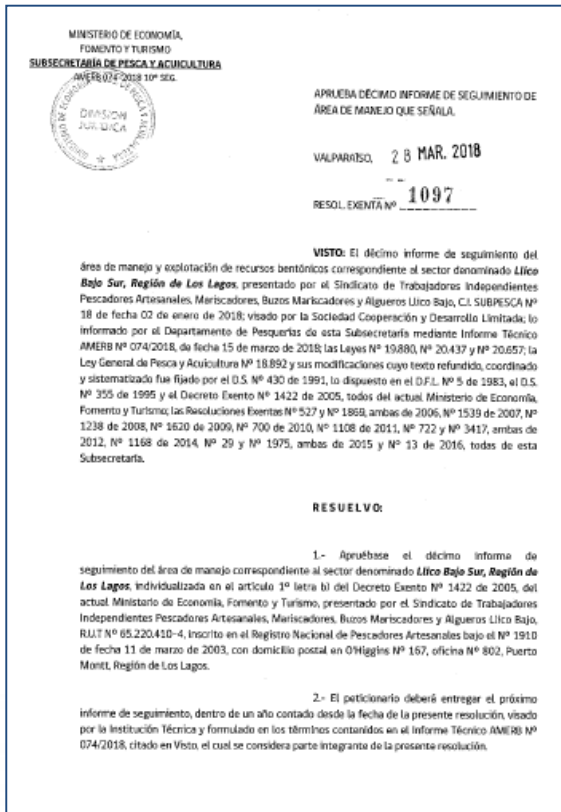 MINISTERIO DE ECONOMÍA,
FOMENTO Y TURISMO
SUBSECRETARÍA DE PESCA Y ACUICULTURA
AMERB 074-2018 10º SEG.
DIVISION
JURIDICA
APRUEBA DÉCIMO INFORME DE SEGUIMIENTO DE
ÁREA DE MANEJO QUE SEÑALA.
VALPARAÍSO, 28 MAR. 2018
RESOL. EXENTA Nº 1097
VISTO: El décimo informe de seguimiento del
área de manejo y explotación de recursos bentónicos correspondiente al sector denominado Llico
Bajo Sur, Región de Los Lagos, presentado por el Sindicato de Trabajadores Independientes
Pescadores Artesanales, Mariscadores, Buzos Mariscadores y Algueros Llico Bajo, C.I. SUBPESCA Nº
18 de fecha 02 de enero de 2018; visado por la Sociedad Cooperación y Desarrollo Limitada; lo
informado por el Departamento de Pesquerías de esta Subsecretaría mediante Informe Técnico
AMERB Nº 074/2018, de fecha 15 de marzo de 2018; las Leyes Nº 19.880, Nº 20.437 y Nº 20.657; la
Ley General de Pesca y Acuicultura Nº 18.892 y sus modificaciones cuyo texto refundido, coordinado
y sistematizado fue fijado por el D.S. Nº 430 de 1991, lo dispuesto en el D.F.L. Nº 5 de 1983, el D.S.
Nº 355 de 1995 y el Decreto Exento Nº 1422 de 2005, todos del actual Ministerio de Economía,
Fomento y Turismo; las Resoluciones Exentas Nº 527 y Nº 1869, ambas de 2006, Nº 1539 de 2007, Nº
1238 de 2008, Nº 1620 de 2009, Nº 700 de 2010, Nº 1108 de 2011, Nº 722 y Nº 3417, ambas de
2012, Nº 1168 de 2014, Nº 29 y Nº 1975, ambas de 2015 y Nº 13 de 2016, todas de esta
Subsecretaría.
RESUELVO:
1.- Apruébase el décimo informe de
seguimiento del área de manejo correspondiente al sector denominado Llico Bajo Sur, Región de
Los Lagos, individualizada en el artículo 1º letra b) del Decreto Exento Nº 1422 de 2005, del
actual Ministerio de Economía, Fomento y Turismo, presentado por el Sindicato de Trabajadores
Independientes Pescadores Artesanales, Mariscadores, Buzos Mariscadores y Algueros Llico Bajo,
R.U.T Nº 65.220.410-4, inscrito en el Registro Nacional de Pescadores Artesanales bajo el Nº 1910
de fecha 11 de marzo de 2003, con domicilio postal en O'Higgins Nº 167, oficina Nº 802, Puerto
Montt, Región de Los Lagos.
2.- El peticionario deberá entregar el próximo
informe de seguimiento, dentro de un año contado desde la fecha de la presente resolución, visado
por la Institución Técnica y formulado en los términos contenidos en el Informe Técnico AMERB Nº
074/2018, citado en Visto, el cual se considera parte integrante de la presente resolución.